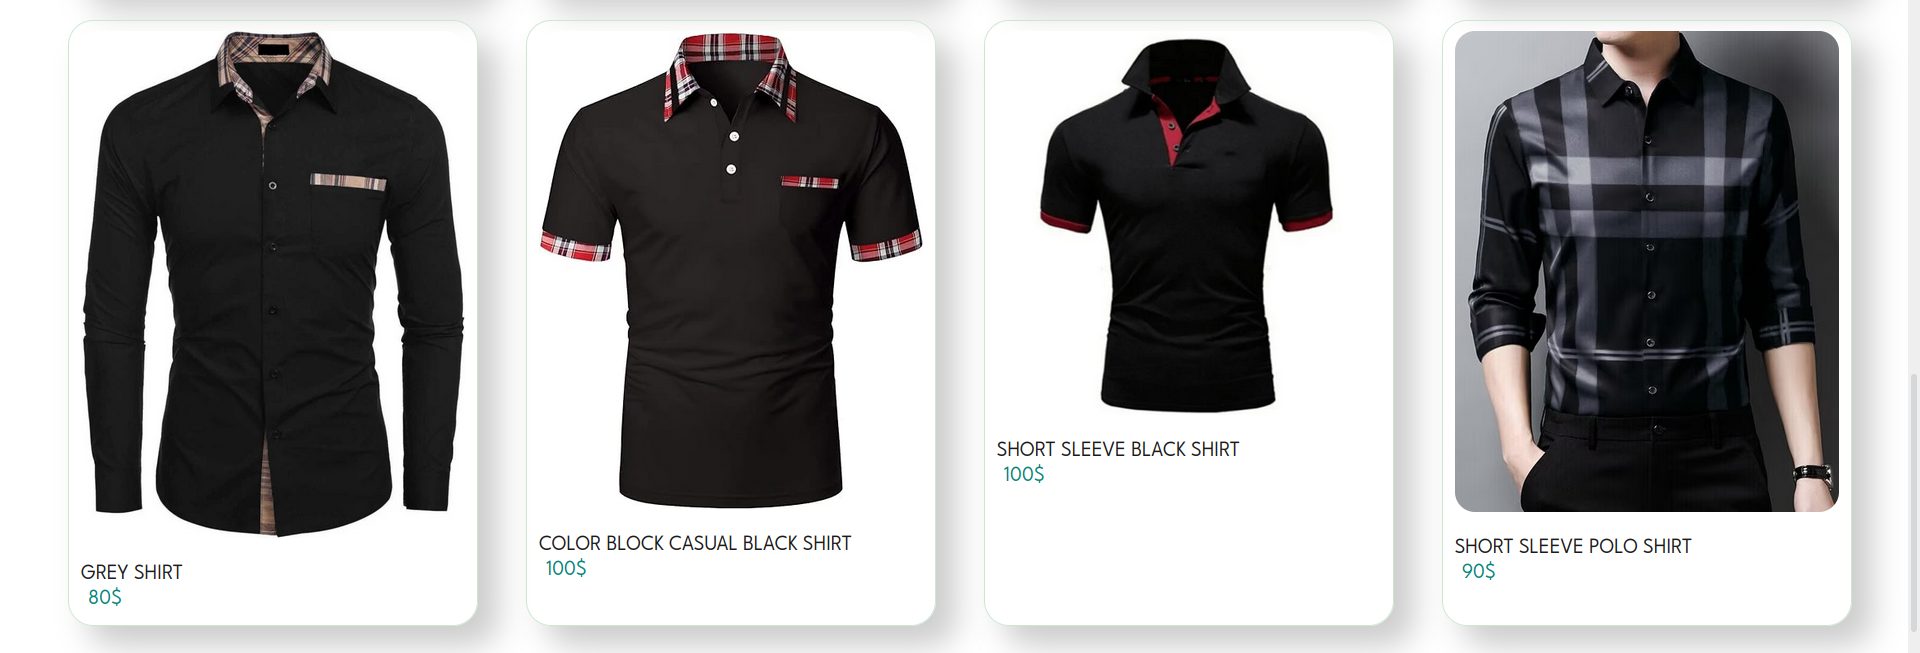 GREY SHIRT
80$
COLOR BLOCK CASUAL BLACK SHIRT
100$
SHORT SLEEVE BLACK SHIRT
100$
SHORT SLEEVE POLO SHIRT
90$